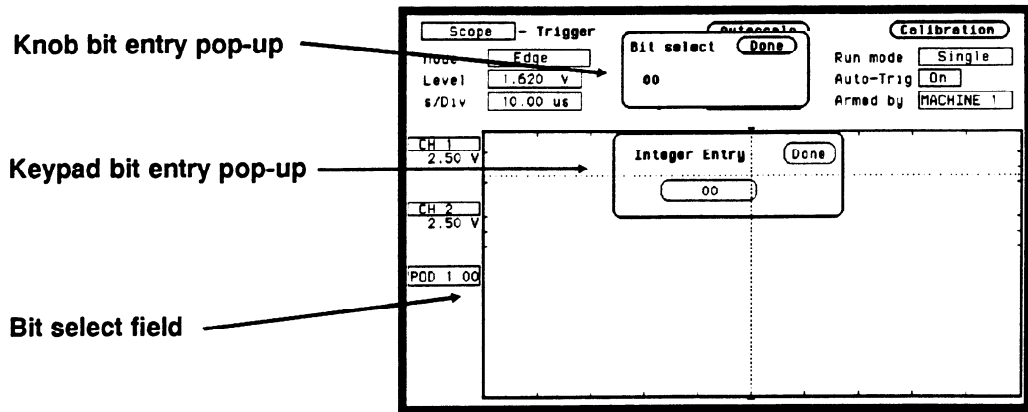 Knob bit entry pop-up
Keypad bit entry pop-up
Bit select field
Scope - Trigger
Calibration
Edge
Level 1.620 V
s/Div 10.00 us
Bit select Done
00
Run mode Single
Auto-Trig On
Armed by MACHINE 1
CH 1
2.50 V
CH 2
2.50 V
POD 1 00
Integer Entry Done
00